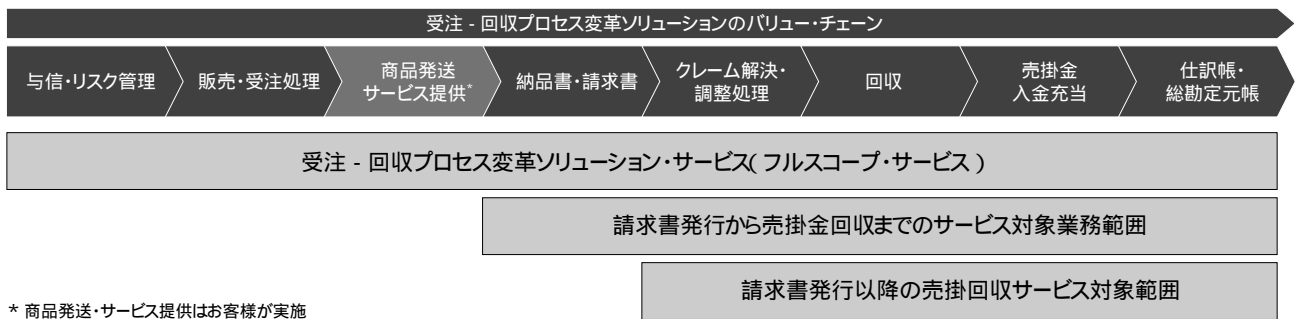 受注 - 回収プロセス変革ソリューションのバリュー・チェーン
与信・リスク管理
販売・受注処理
商品発送
サービス提供*
納品書・請求書
クレーム解決・
調整処理
回収
売掛金
入金充当
仕訳帳・
総勘定元帳
受注 - 回収プロセス変革ソリューション・サービス( フルスコープ・サービス )
請求書発行から売掛金回収までのサービス対象業務範囲
請求書発行以降の売掛回収サービス対象範囲
* 商品発送・サービス提供はお客様が実施